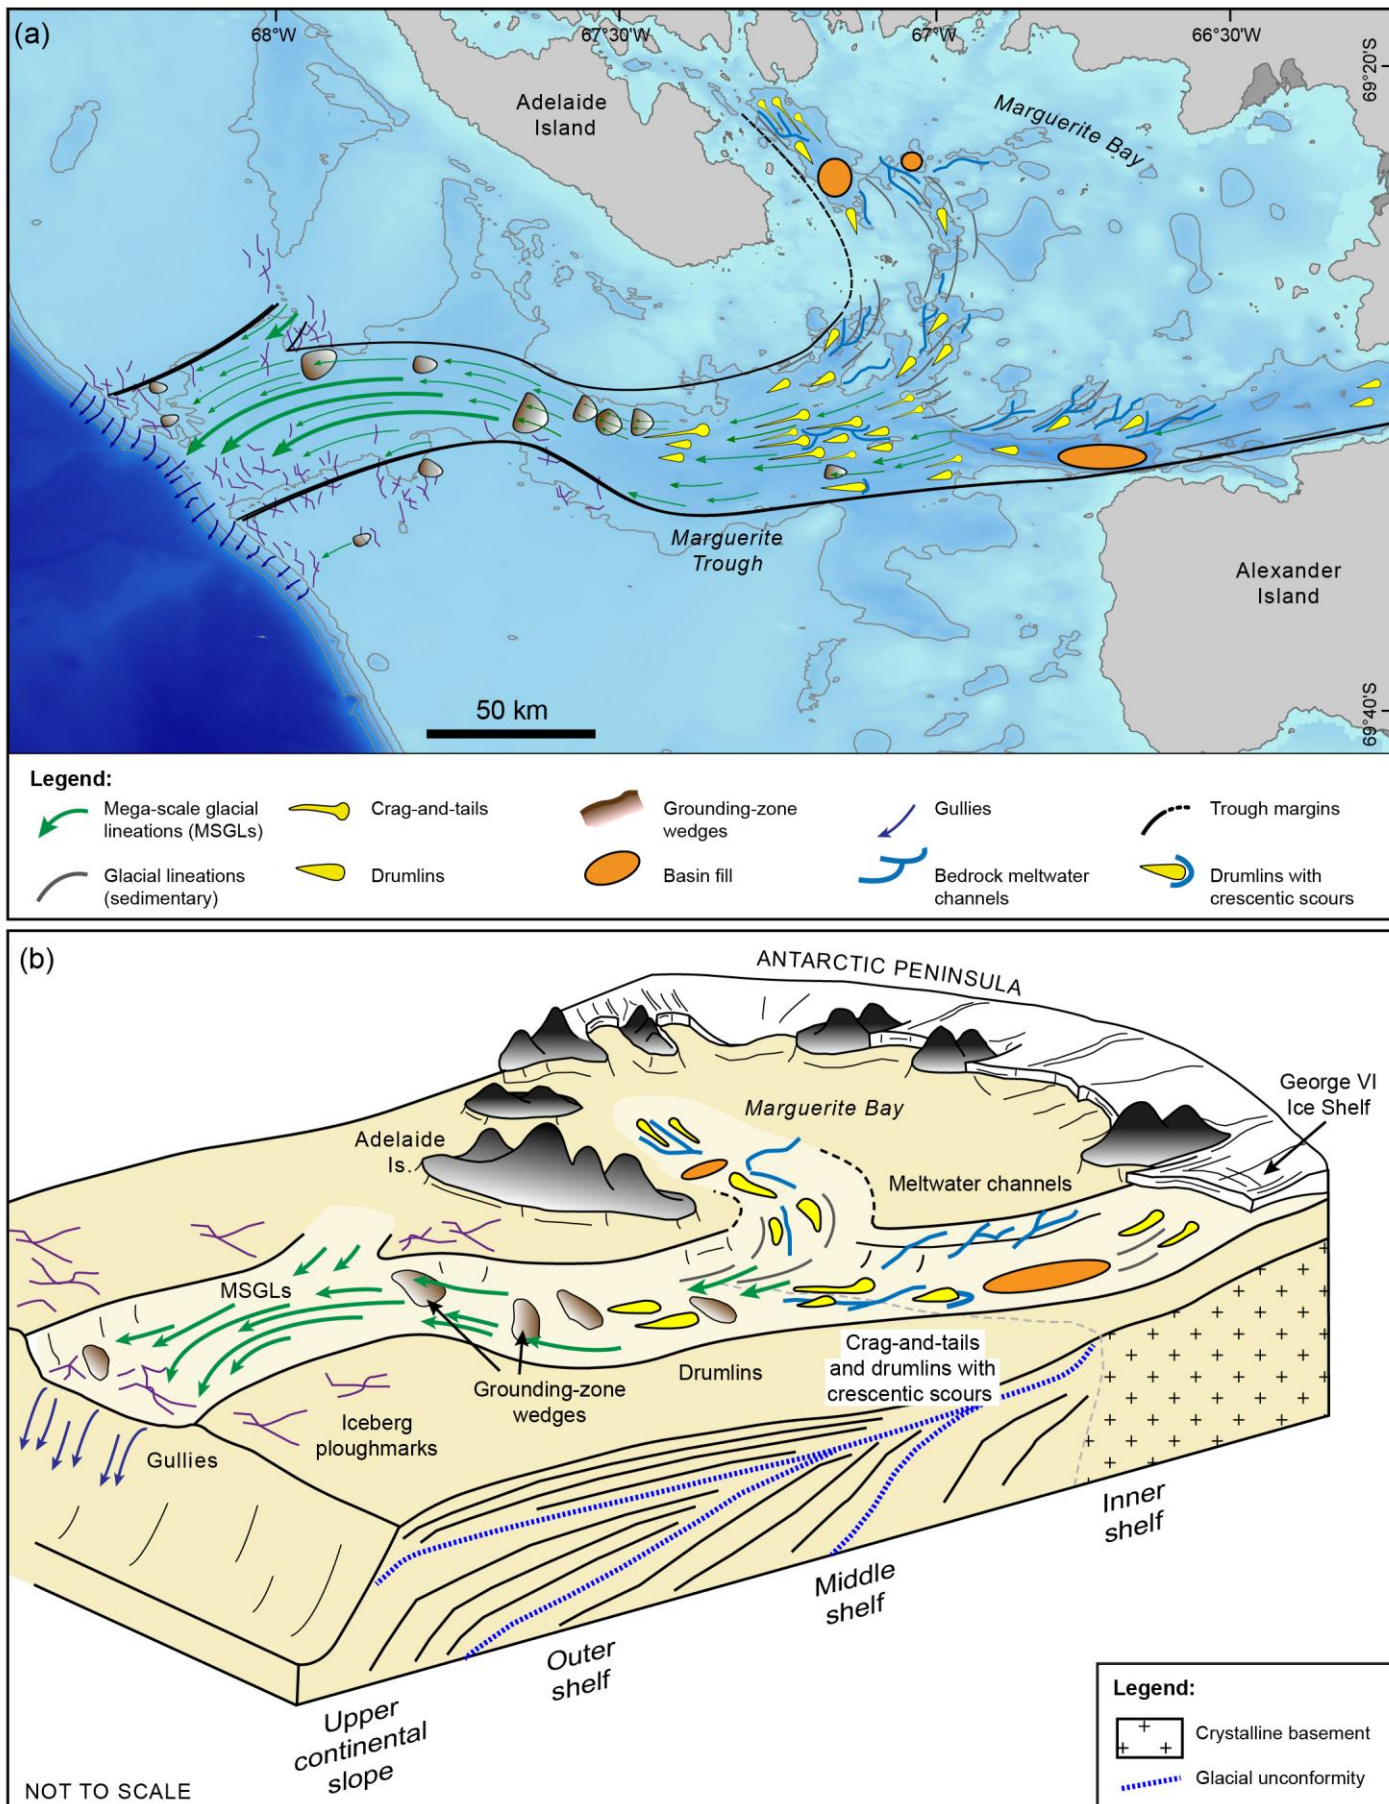 (a)
68°W
67°30'W
67°W
66°30'W
69°20'S
Adelaide
Island
Marguerite Bay
Marguerite
Trough
Alexander
Island
69°40'S
50 km
Legend:
Mega-scale glacial
lineations (MSGLs)
Crag-and-tails
Grounding-zone
wedges
Gullies
Trough margins
Glacial lineations
(sedimentary)
Drumlins
Basin fill
Bedrock meltwater
channels
Drumlins with
crescentic scours
(b)
ANTARCTIC PENINSULA
George VI
Ice Shelf
Marguerite Bay
Adelaide
Is.
Meltwater channels
MSGLs
Crag-and-tails
and drumlins with
crescentic scours
Drumlins
Grounding-zone
wedges
Iceberg
ploughmarks
Gullies
Inner
shelf
Middle
shelf
Outer
shelf
Upper
continental
slope
Legend:
Crystalline basement
Glacial unconformity
NOT TO SCALE